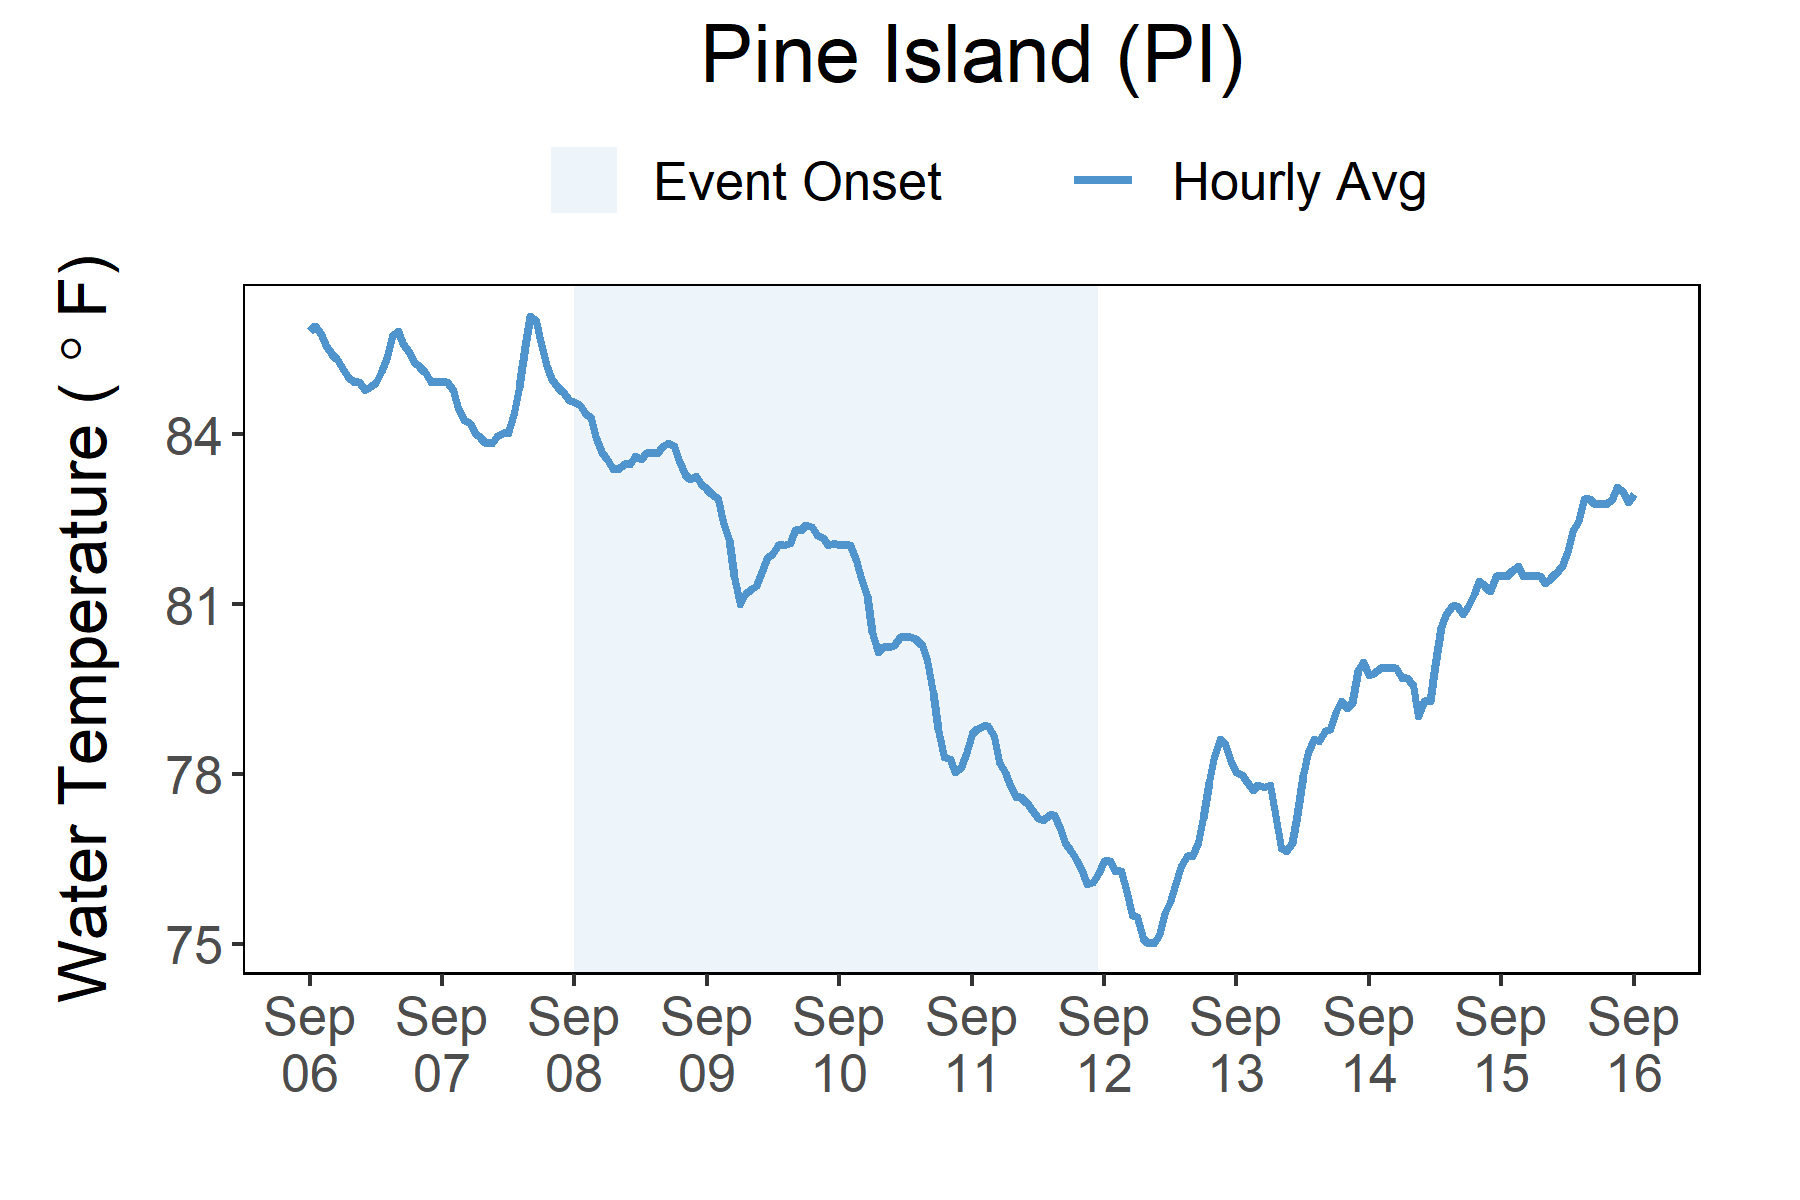 Pine Island (PI)
Event Onset
Hourly Avg
Water Temperature ( ° F)
84
81
78
75
Sep 06
Sep 07
Sep 08
Sep 09
Sep 10
Sep 11
Sep 12
Sep 13
Sep 14
Sep 15
Sep 16